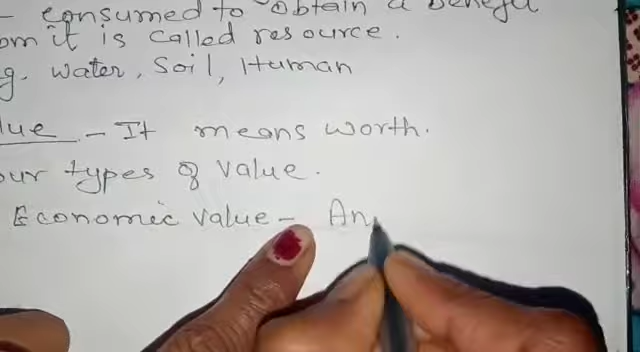 - consumed to obtain a benefit
om it is called resource.
g. Water, Soil, Human
lue - It means worth.
our types of value.
Economic Value - An